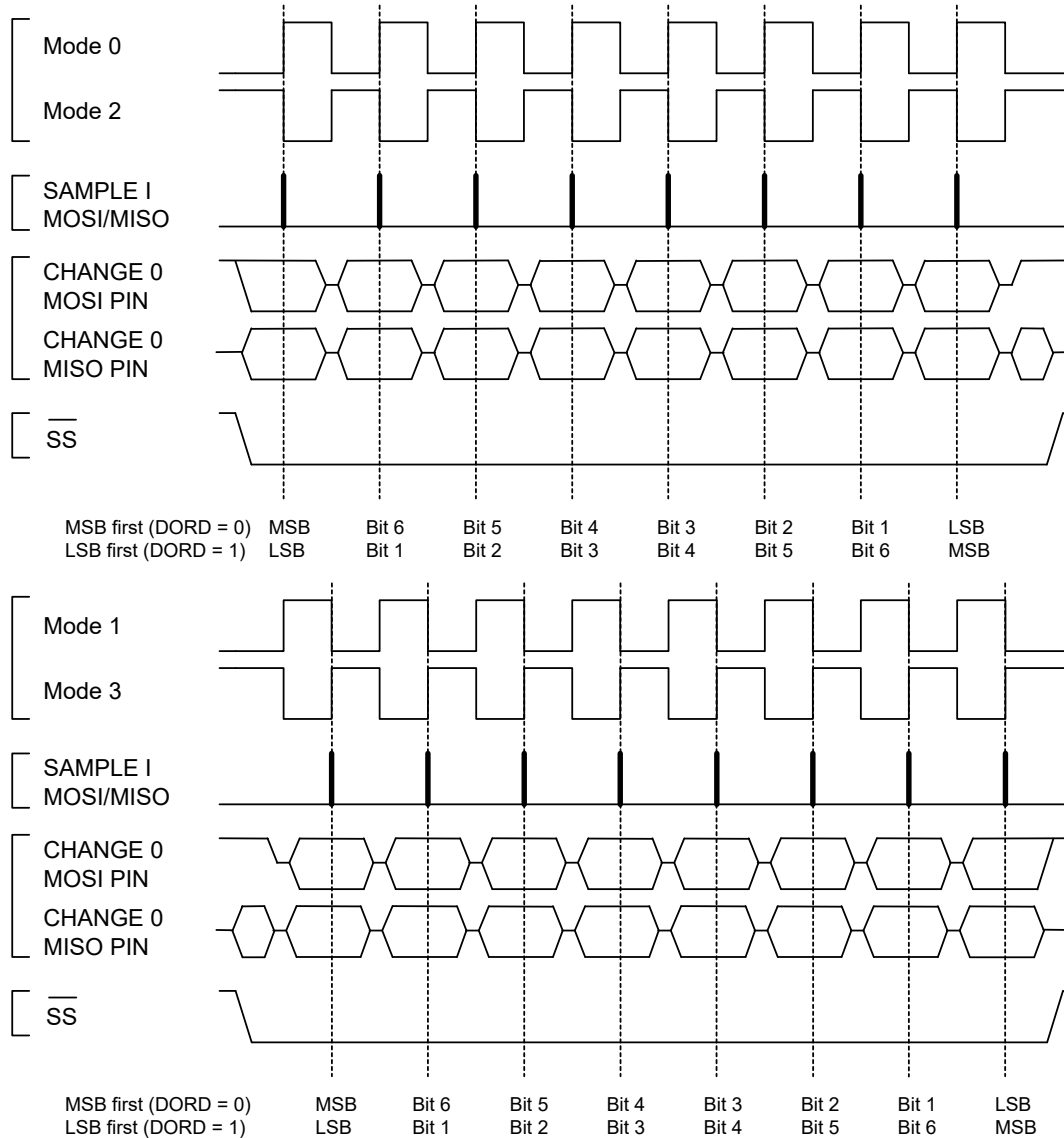 Mode 0
Mode 2
SAMPLE I
MOSI/MISO
CHANGE 0
MOSI PIN
CHANGE 0
MISO PIN
SS
MSB first (DORD = 0) MSB Bit 6 Bit 5 Bit 4 Bit 3 Bit 2 Bit 1 LSB
LSB first (DORD = 1) LSB Bit 1 Bit 2 Bit 3 Bit 4 Bit 5 Bit 6 MSB
Mode 1
Mode 3
SAMPLE I
MOSI/MISO
CHANGE 0
MOSI PIN
CHANGE 0
MISO PIN
SS
MSB first (DORD = 0) MSB Bit 6 Bit 5 Bit 4 Bit 3 Bit 2 Bit 1 LSB
LSB first (DORD = 1) LSB Bit 1 Bit 2 Bit 3 Bit 4 Bit 5 Bit 6 MSB